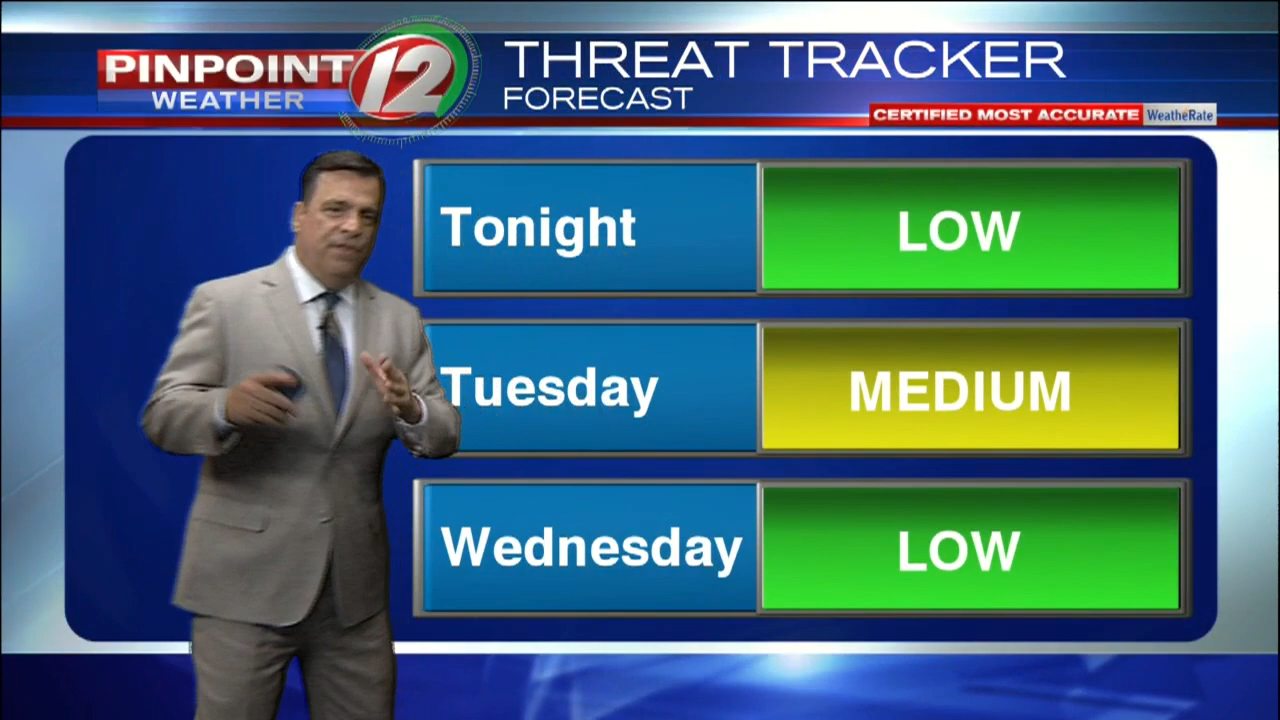 PINPOINT 12
WEATHER
THREAT TRACKER
FORECAST
CERTIFIED MOST ACCURATE WeatheRate
Tonight LOW
Tuesday MEDIUM
Wednesday LOW